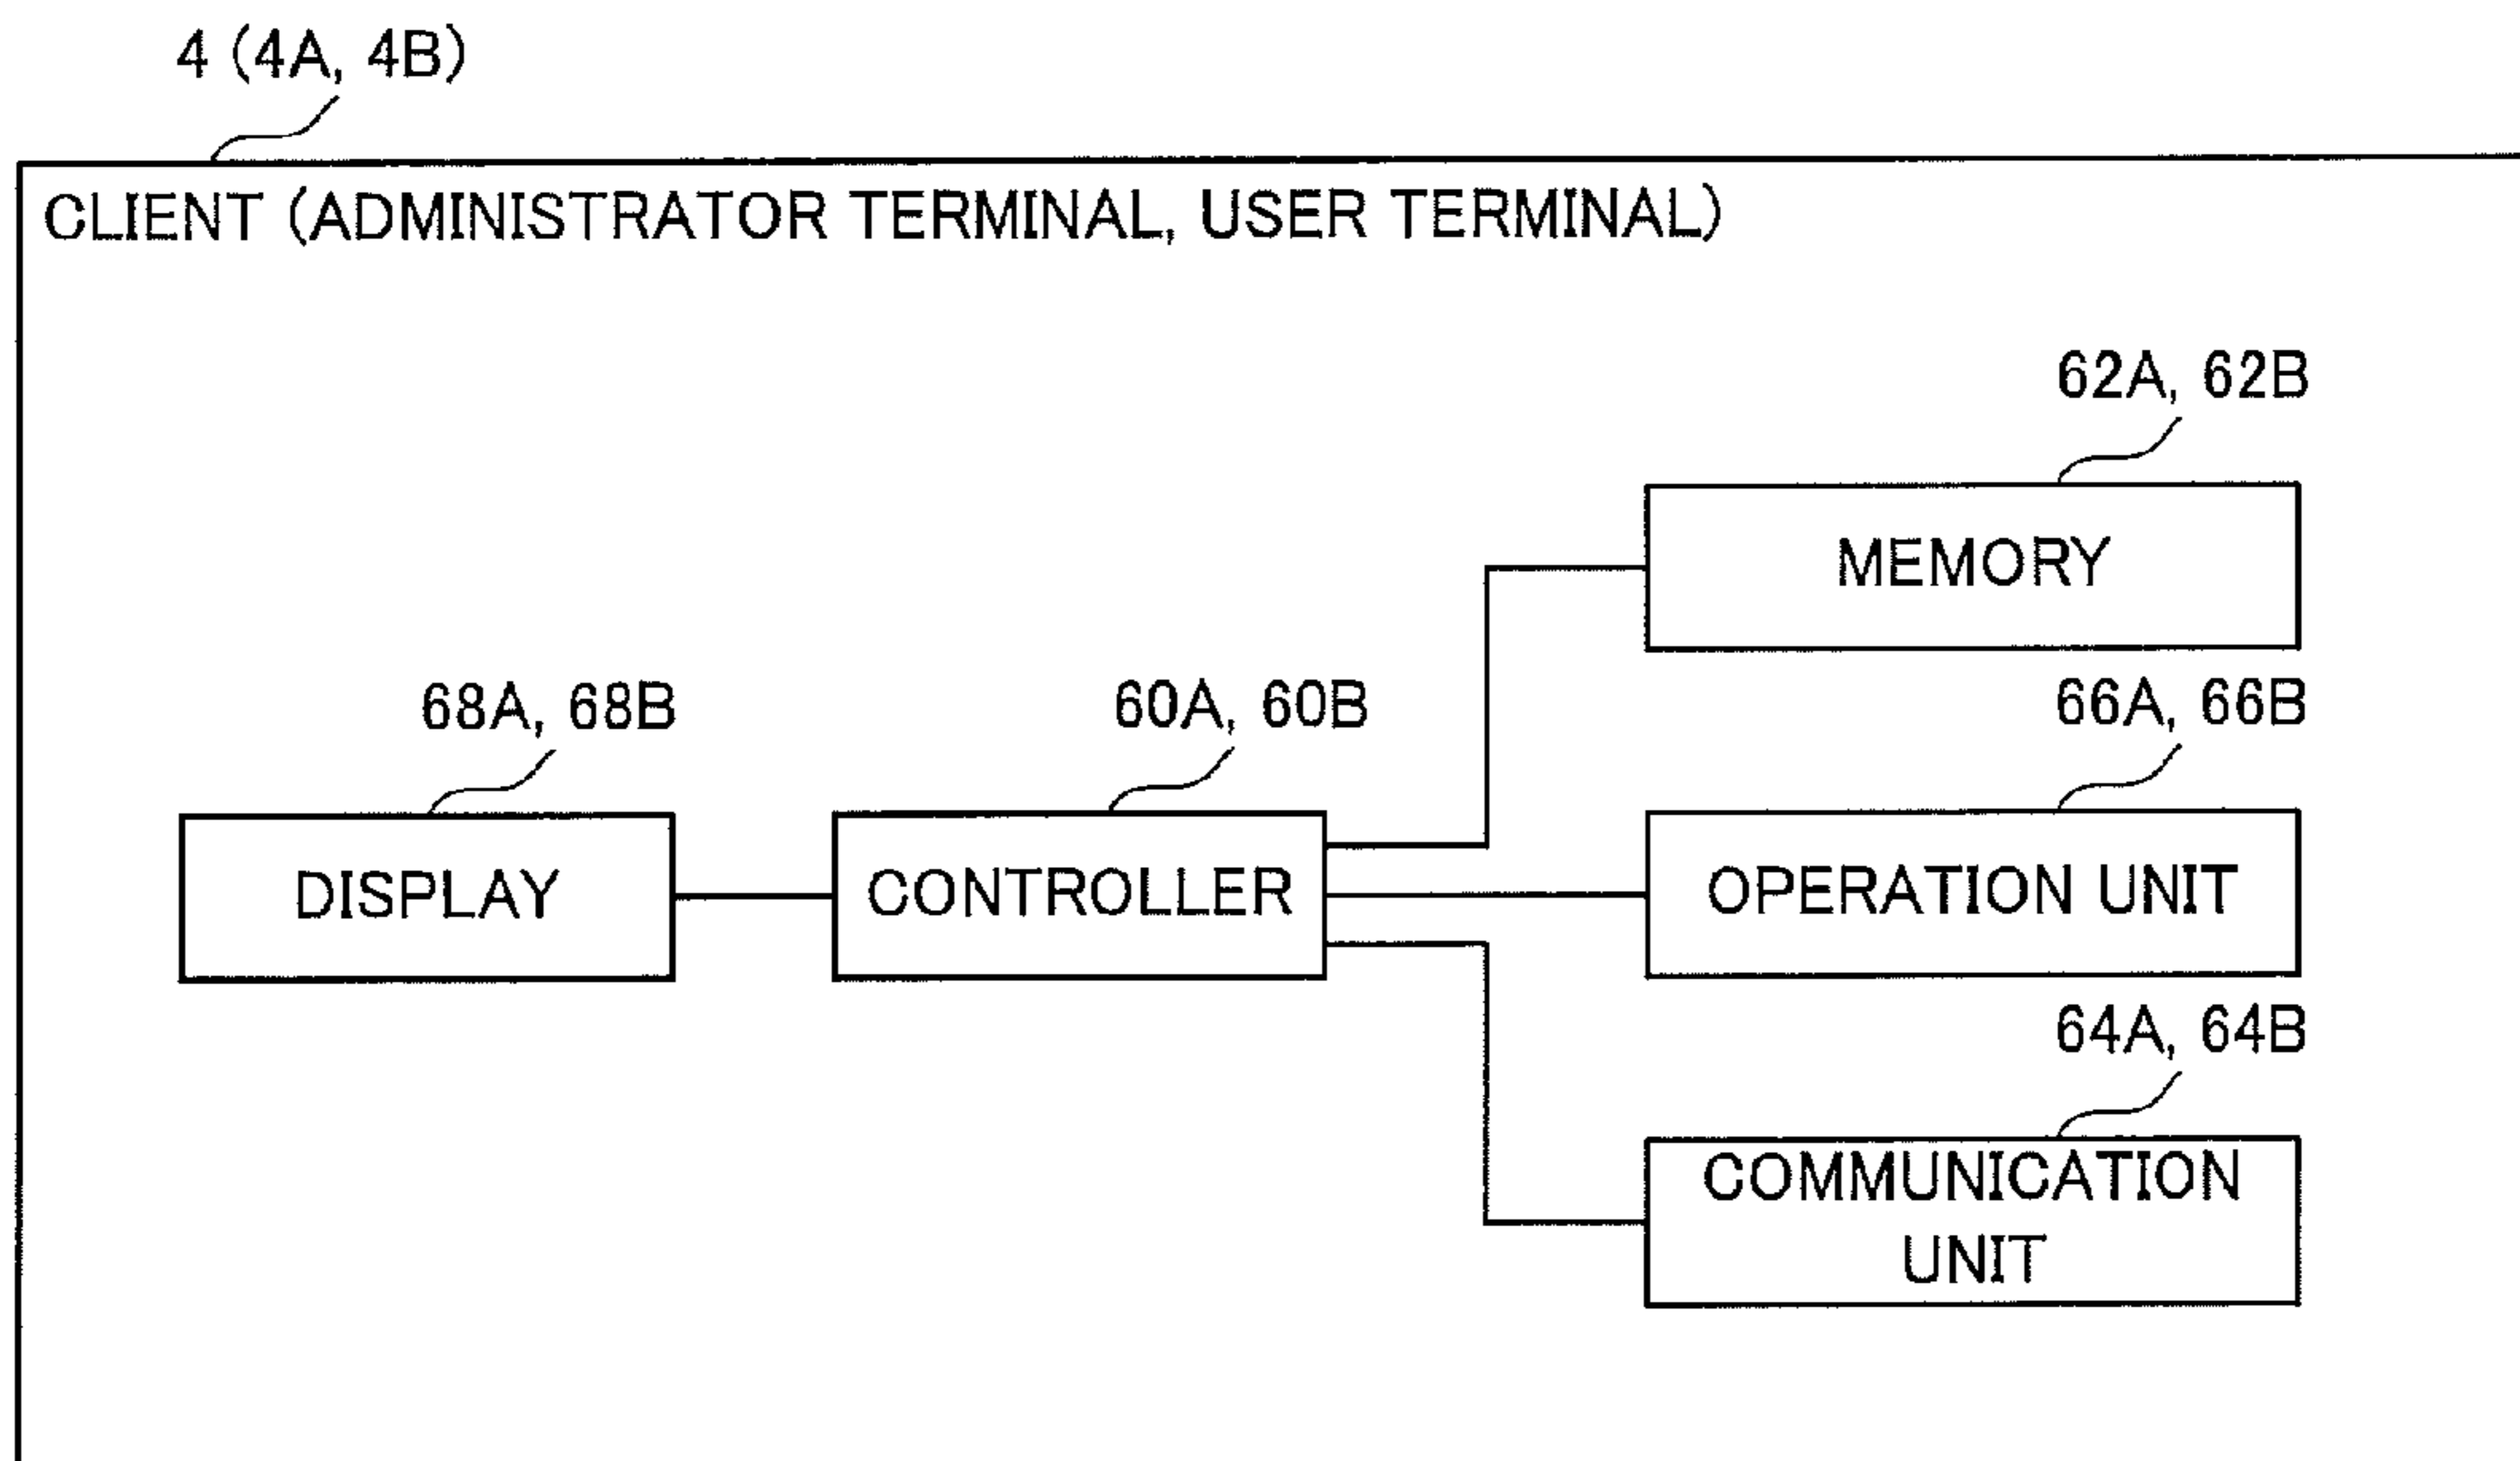 4 (4A, 4B)
CLIENT (ADMINISTRATOR TERMINAL, USER TERMINAL)
62A, 62B
MEMORY
68A, 68B
60A, 60B
66A, 66B
DISPLAY
CONTROLLER
OPERATION UNIT
64A, 64B
COMMUNICATION
UNIT